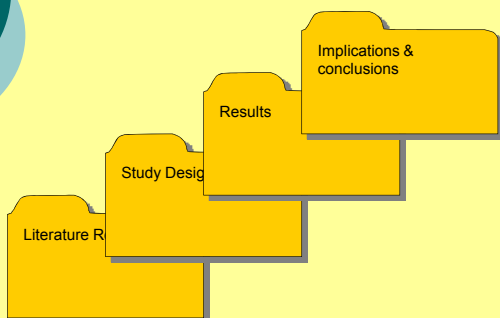 Implications &
conclusions
Results
Study Desig
Literature R